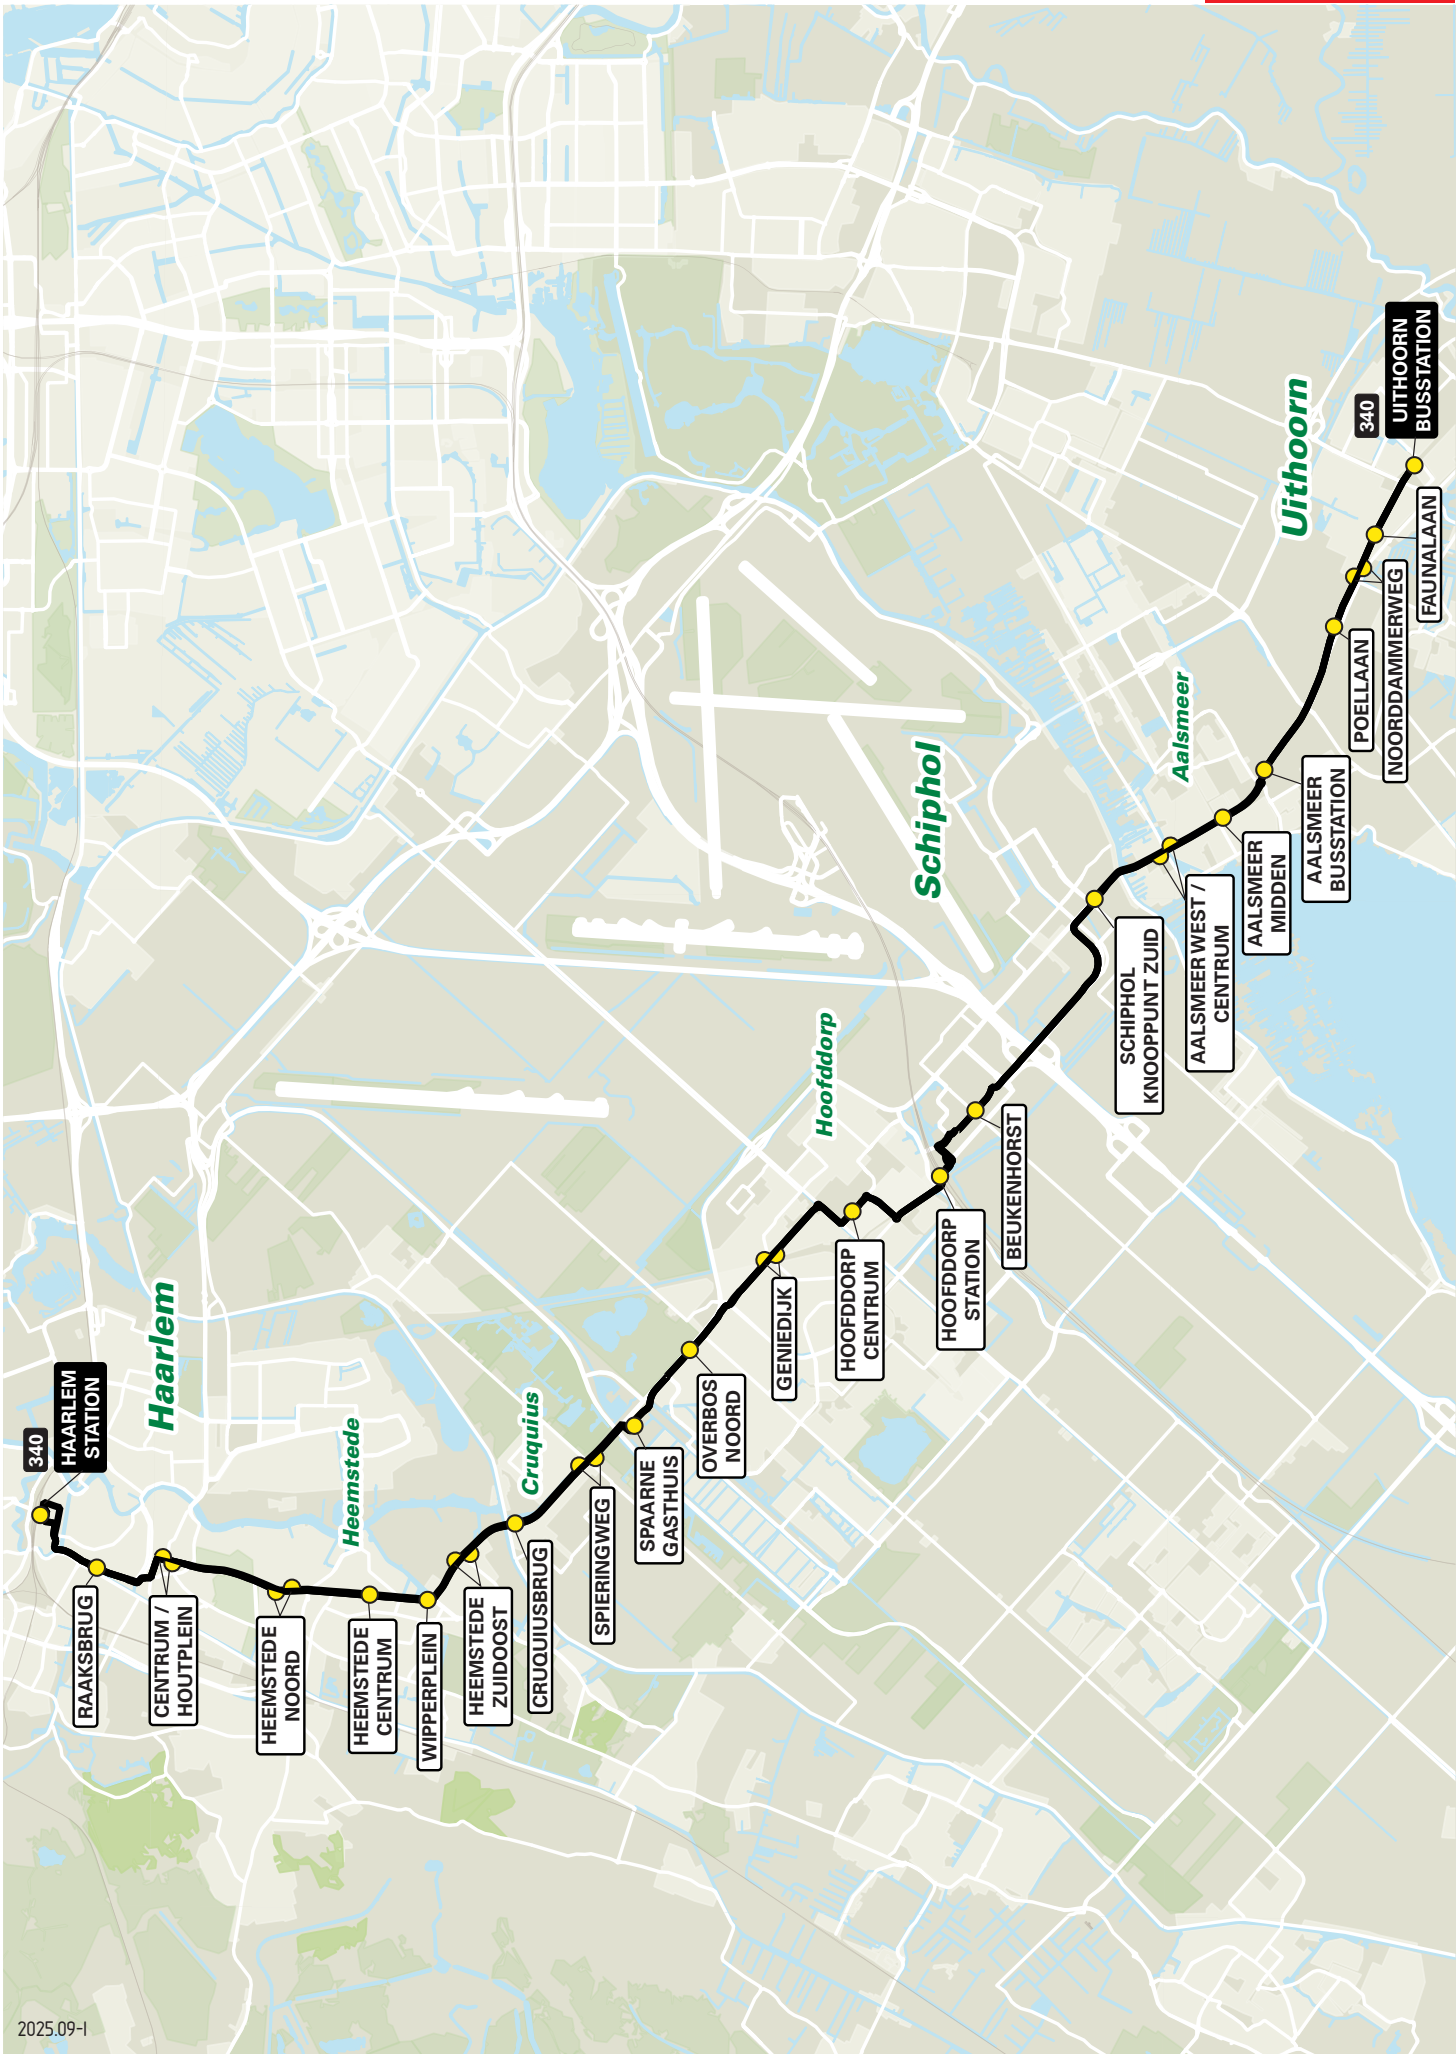 340
HAARLEM
STATION
Haarlem
RAAKSBRUG
CENTRUM /
HOUTPLEIN
HEEMSTEDE
NOORD
Heemstede
HEEMSTEDE
CENTRUM
WIPPERPLEIN
HEEMSTEDE
ZUIDOOST
Cruquius
CRUQUIUSBRUG
SPIERINGWEG
SPAARNE
GASTHUIS
OVERBOS
NOORD
GENIEDIJK
Hoofddorp
HOOFDDORP
CENTRUM
HOOFDDORP
STATION
BEUKENHORST
Schiphol
SCHIPHOL
KNOOPPUNT ZUID
Aalsmeer
AALSMEER WEST /
CENTRUM
AALSMEER
MIDDEN
AALSMEER
BUSSTATION
Uithoorn
POELLAAN
NOORDDAMMERWEG
FAUNALAAN
340
UITHOORN
BUSSTATION
2025.09-I